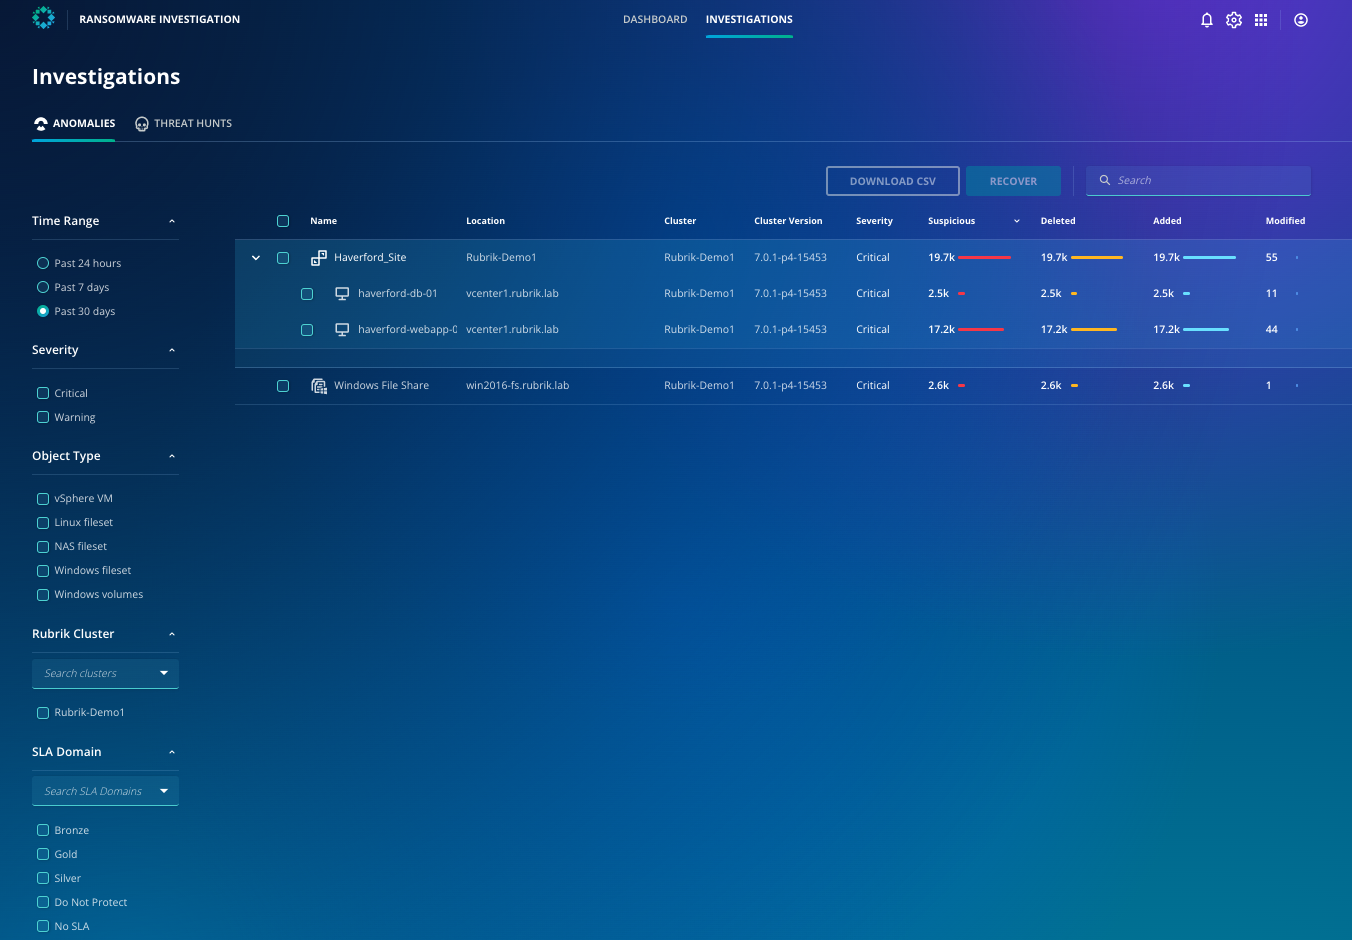 RANSOMWARE INVESTIGATION DASHBOARD INVESTIGATIONS
Investigations
ANOMALIES THREAT HUNTS
DOWNLOAD CSV RECOVER Search
Time Range
Past 24 hours
Past 7 days
Past 30 days
Severity
Critical
Warning
Object Type
vSphere VM
Linux fileset
NAS fileset
Windows fileset
Windows volumes
Rubrik Cluster
Search clusters
Rubrik-Demo1
SLA Domain
Search SLA Domains
Bronze
Gold
Silver
Do Not Protect
No SLA
Name Location Cluster Cluster Version Severity Suspicious Deleted Added Modified
Haverford_Site Rubrik-Demo1 Rubrik-Demo1 7.0.1-p4-15453 Critical 19.7k 19.7k 19.7k 55
haverford-db-01 vcenter1.rubrik.lab Rubrik-Demo1 7.0.1-p4-15453 Critical 2.5k 2.5k 2.5k 11
haverford-webapp-0 vcenter1.rubrik.lab Rubrik-Demo1 7.0.1-p4-15453 Critical 17.2k 17.2k 17.2k 44
Windows File Share win2016-fs.rubrik.lab Rubrik-Demo1 7.0.1-p4-15453 Critical 2.6k 2.6k 2.6k 1